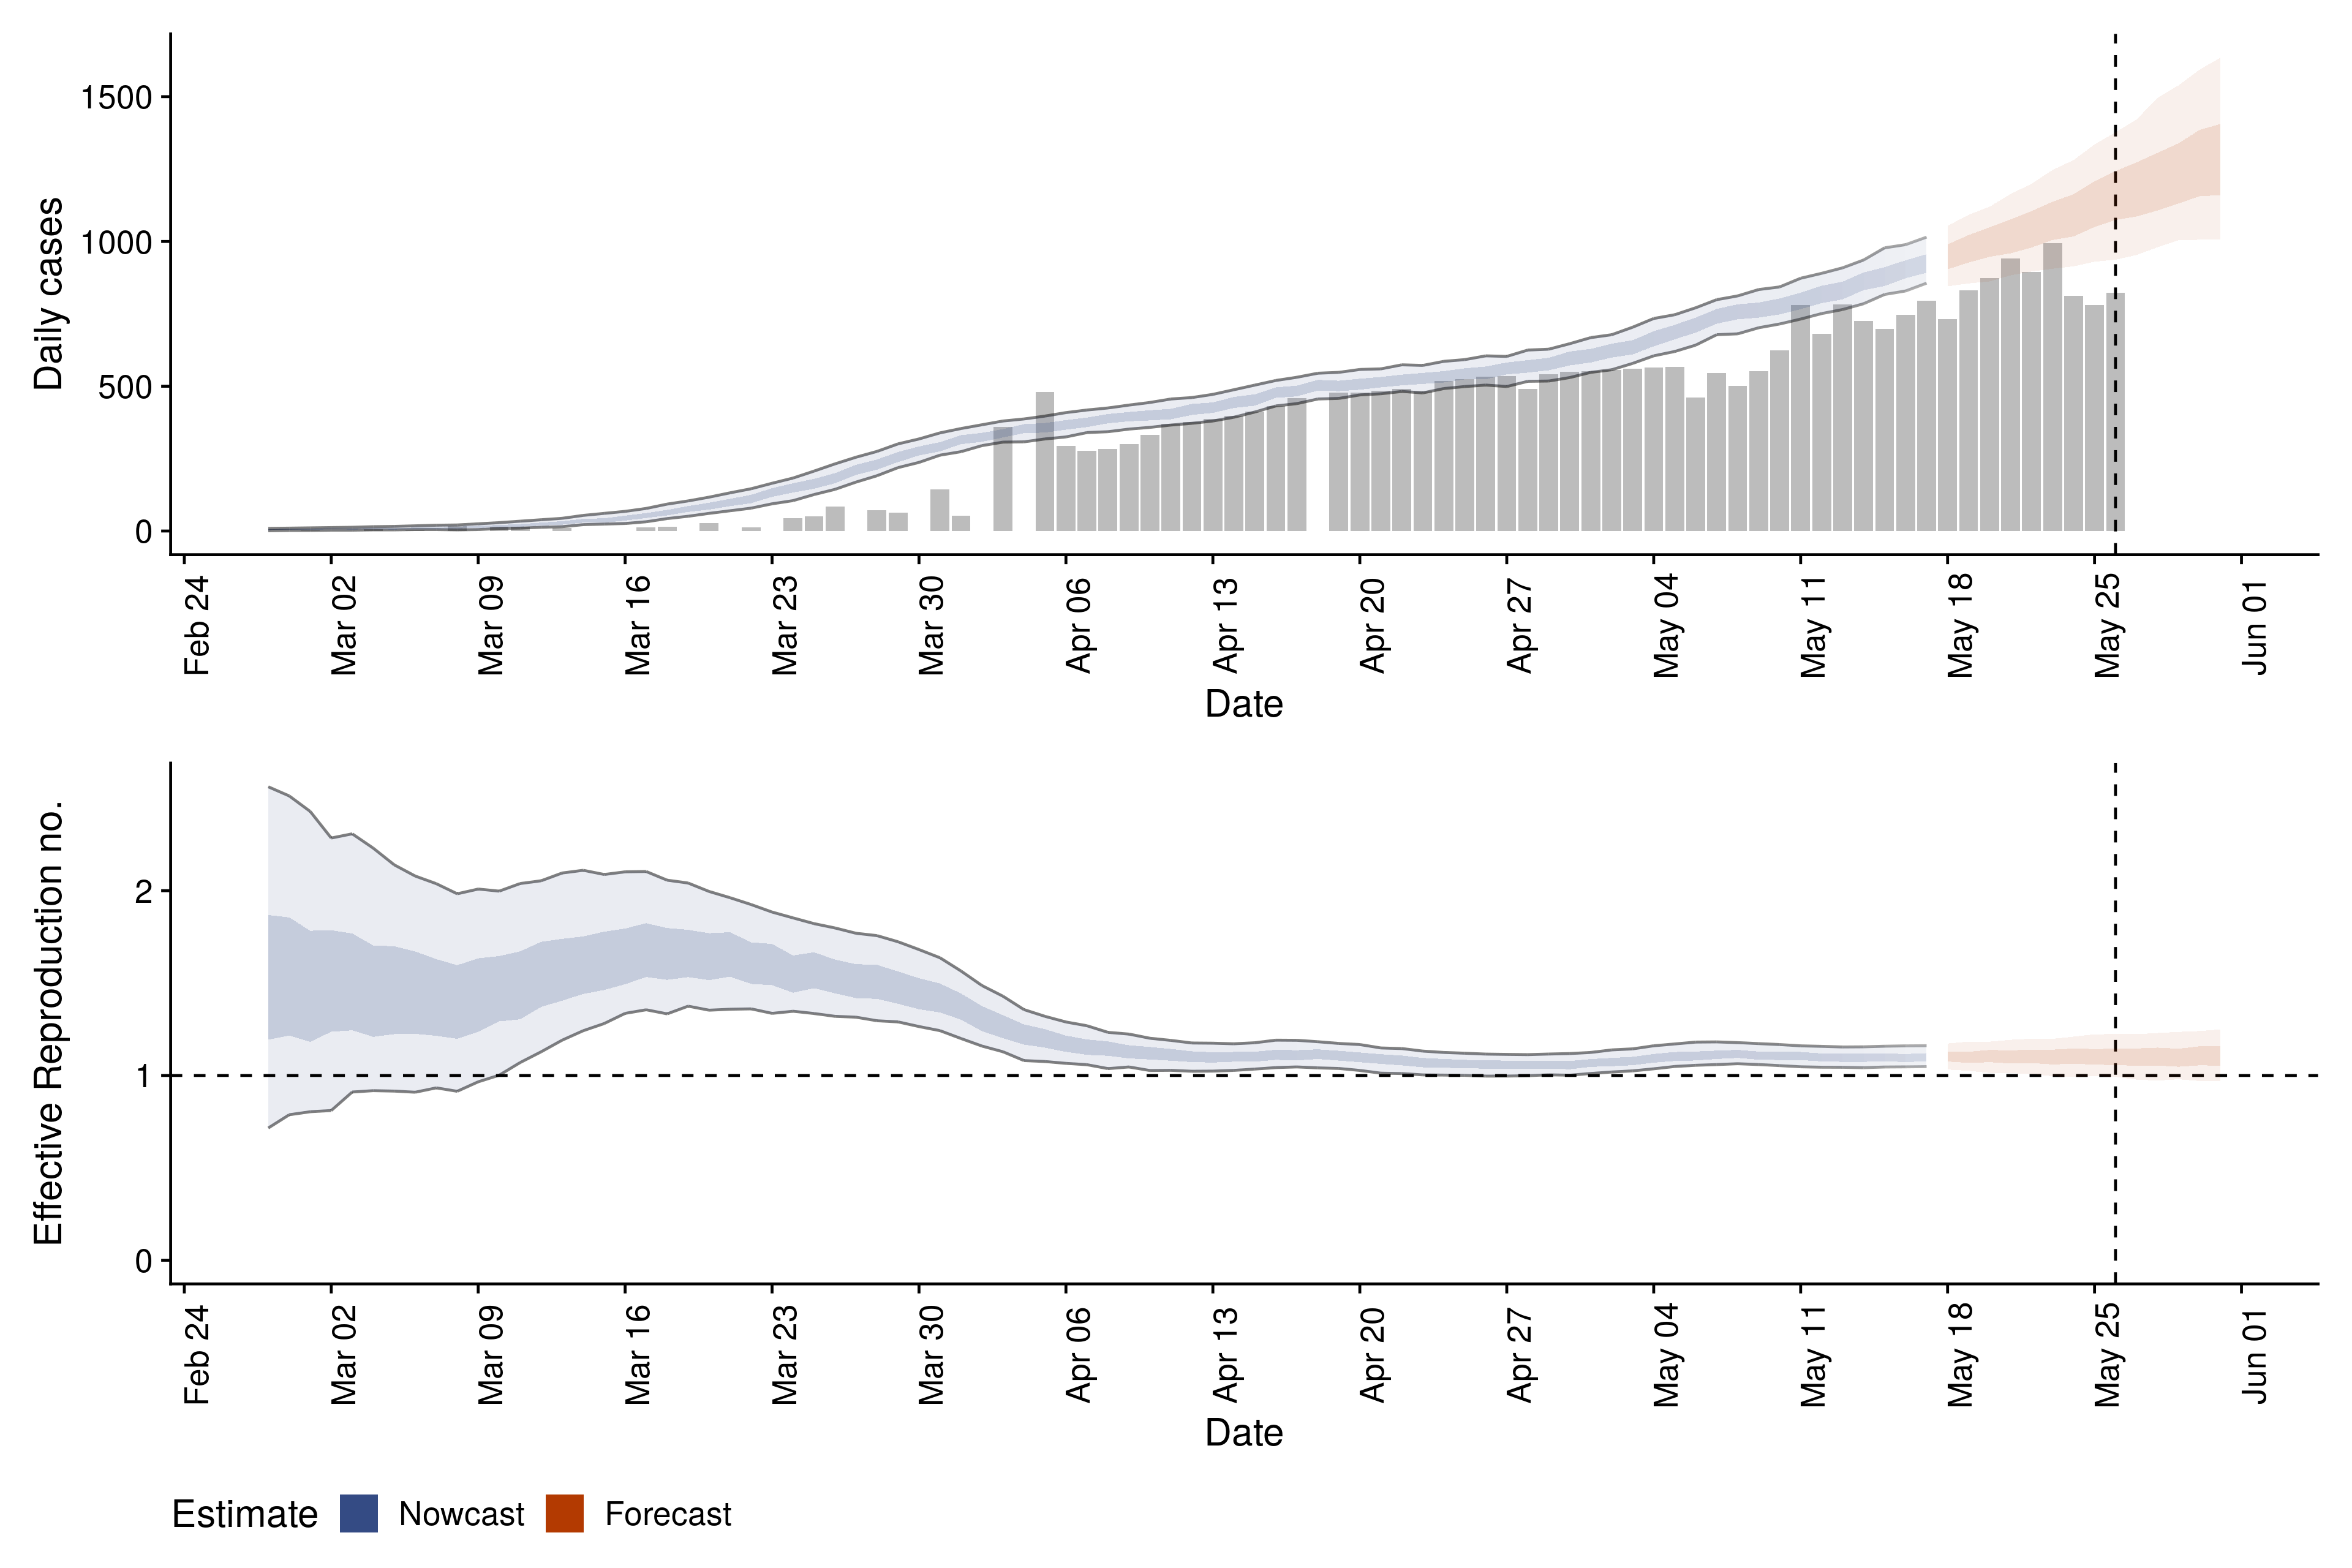 Daily cases
1500
1000
500
0
Feb 24
Mar 02
Mar 09
Mar 16
Mar 23
Mar 30
Apr 06
Apr 13
Apr 20
Apr 27
May 04
May 11
May 18
May 25
Jun 01
Date
Effective Reproduction no.
2
1
0
Feb 24
Mar 02
Mar 09
Mar 16
Mar 23
Mar 30
Apr 06
Apr 13
Apr 20
Apr 27
May 04
May 11
May 18
May 25
Jun 01
Date
Estimate Nowcast Forecast